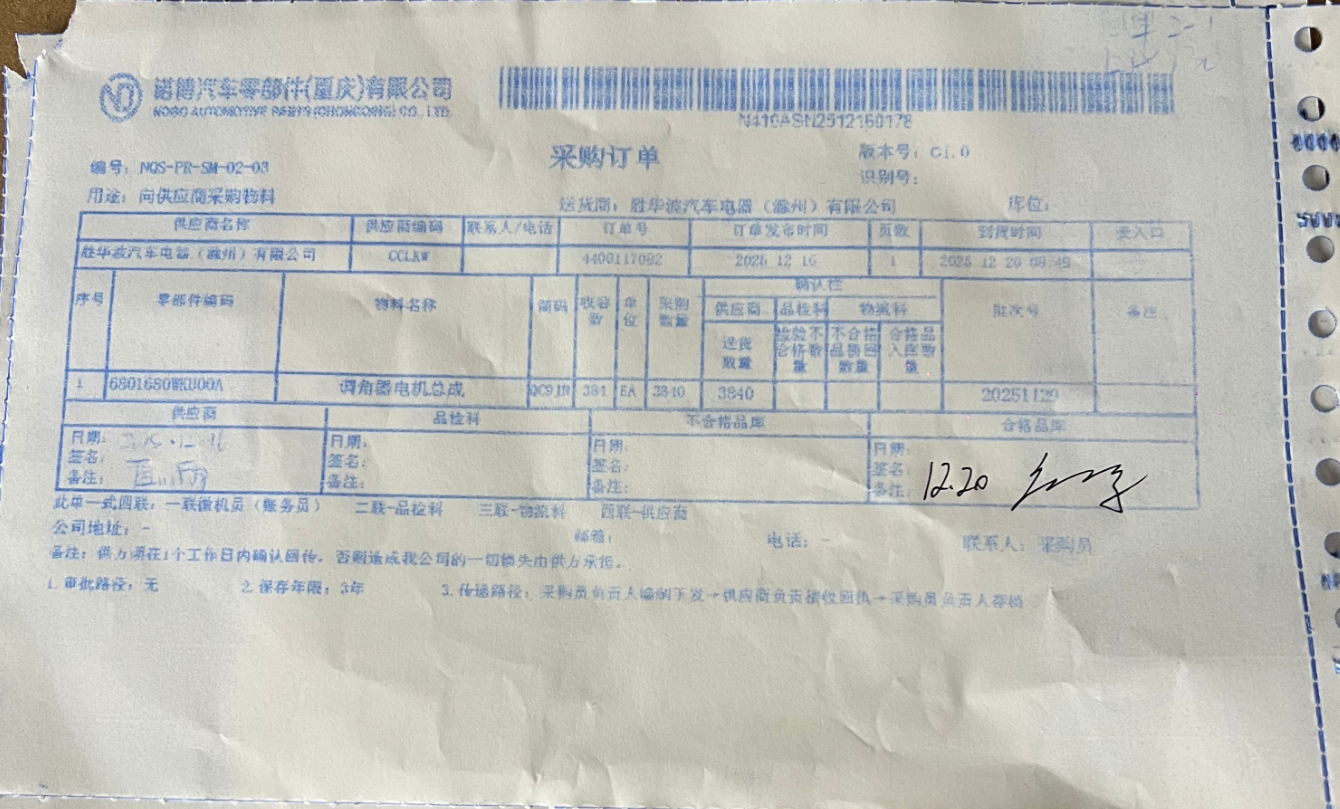 诺博汽车零部件(重庆)有限公司
NOBO AUTOMOTIVE PARTS (CHONGQING) CO., LTD.
N410ASN2512160178
采购订单
编号：NQS-PR-SM-02-03
版本号：G1.0
识别号：
用途：向供应商采购物料
送货商：胜华波汽车电器（滁州）有限公司
库位：
供应商名称 供应商编码 联系人/电话 订单号 订单发布时间 页数 到货时间 卸入口
胜华波汽车电器（滁州）有限公司 4400117082 2025 12 16 1 2025 12 20
序号 零部件编码 物料名称 简码 收容数 单位 采购数量 确认栏 批次号 备注
供应商 品检科 物流科
送货数量 检验不合格数量 不合格品退回数量 合格品入库数量
1 6801680WKU00A 调角器电机总成 384 EA 3840 3840 20251120
供应商 品检科 不合格品库 合格品库
日期： 日期： 日期： 日期：
签名： 签名： 签名： 签名：
备注： 备注： 备注： 备注： 12.20
此单一式四联：一联微机员（账务员） 二联-品检科 三联-物流科 四联-供应商
公司地址：- 邮箱： 电话：- 联系人：采购员
备注：供方须在1个工作日内确认回传，否则造成我公司的一切损失由供方承担。
1.审批路径：无 2.保存年限：3年 3.传递路径：采购员负责人编制下发→供应商负责接收回执→采购员负责人存档